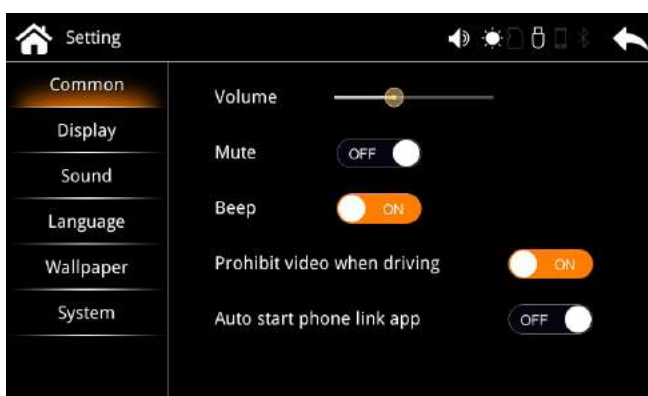 Setting
Common
Display
Sound
Language
Wallpaper
System
Volume
Mute OFF
Beep ON
Prohibit video when driving ON
Auto start phone link app OFF